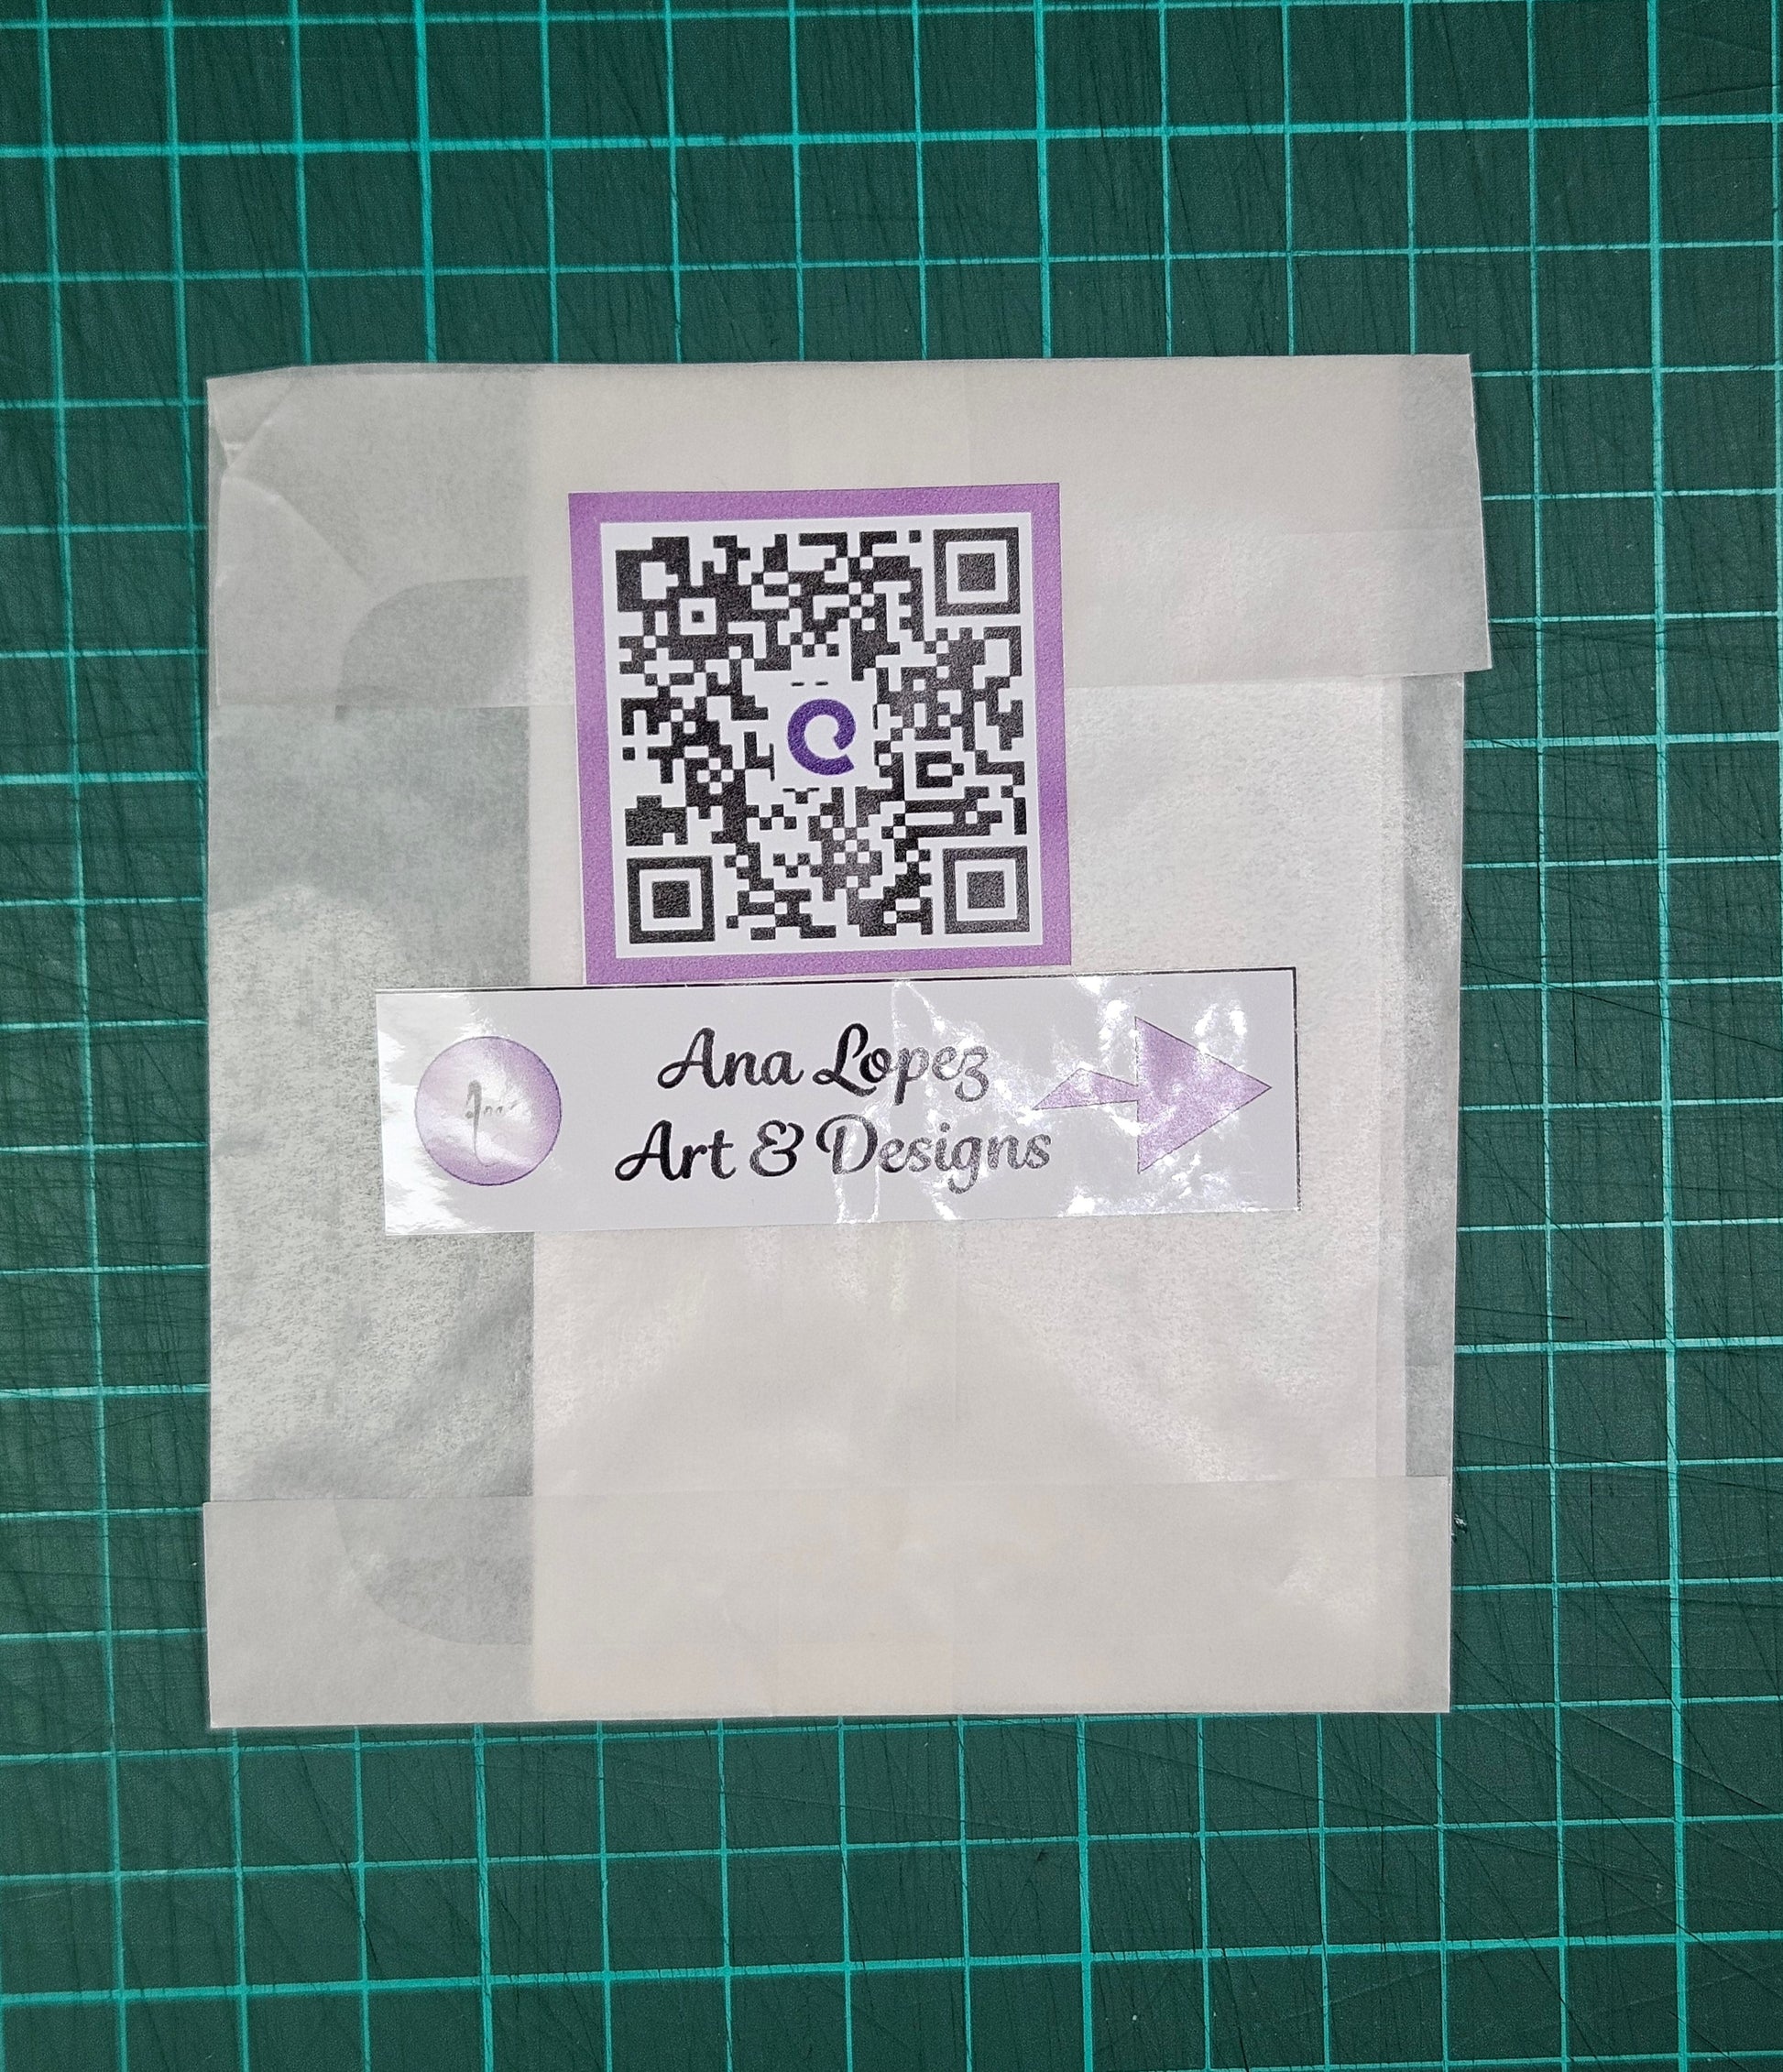 Ana Lopez
Art & Designs